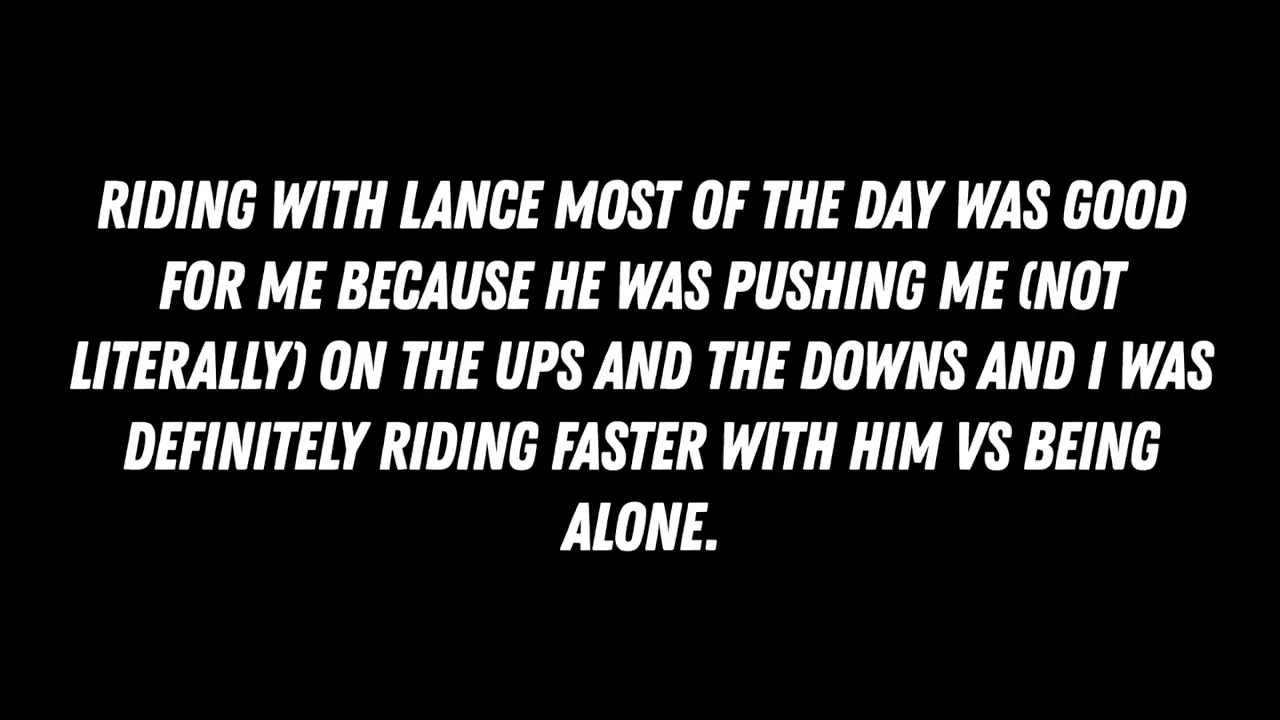 RIDING WITH LANCE MOST OF THE DAY WAS GOOD
FOR ME BECAUSE HE WAS PUSHING ME (NOT
LITERALLY) ON THE UPS AND THE DOWNS AND I WAS
DEFINITELY RIDING FASTER WITH HIM VS BEING
ALONE.